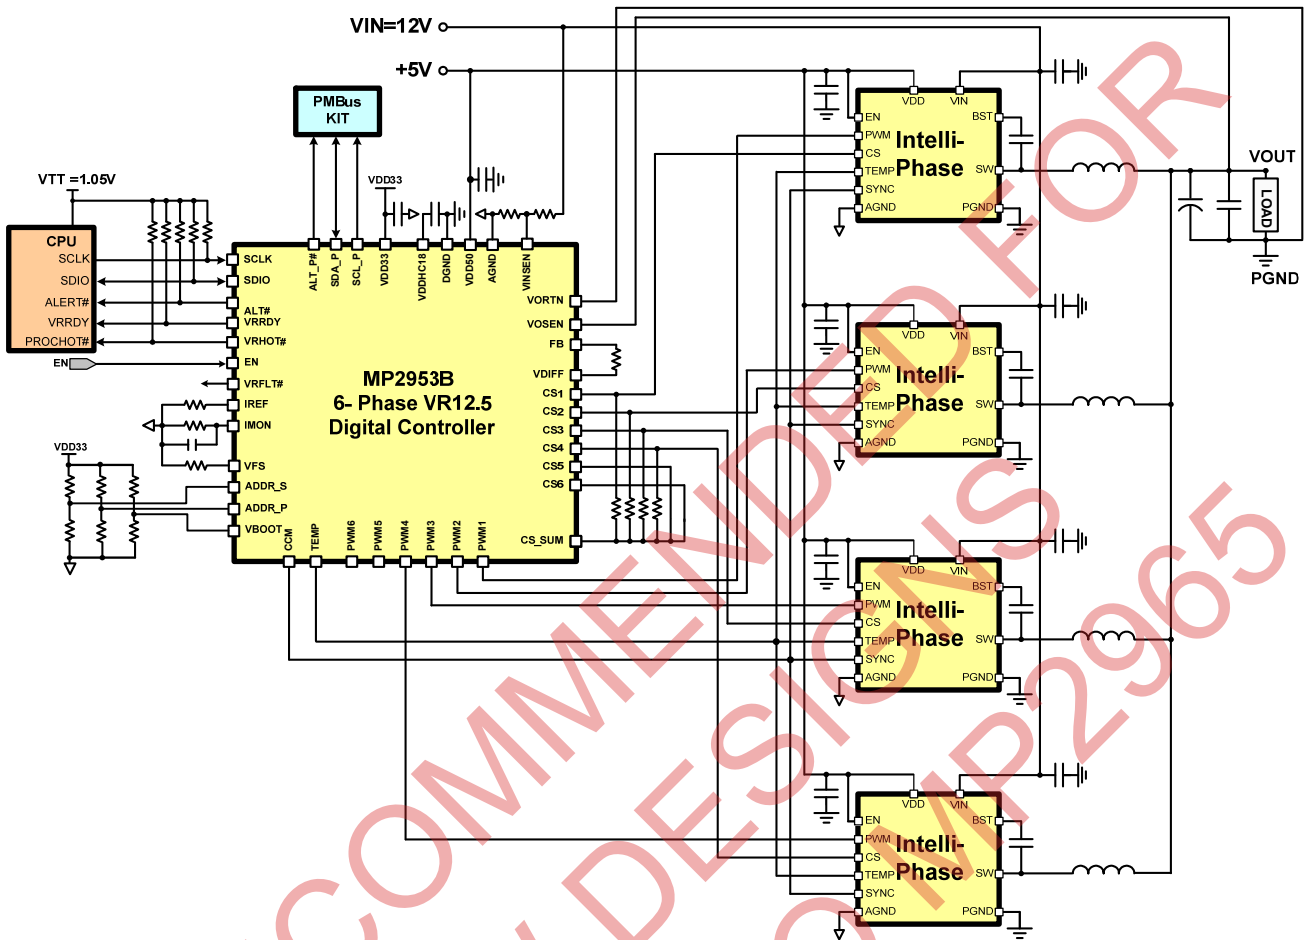 VIN=12V
+5V
PMBus
KIT
VTT =1.05V
VDD33
CPU
SCLK
SDIO
ALERT#
VRRDY
PROCHOT#
EN
VDD33
ALT_P#
SDA_P
SCL_P
VDD33
VDDHC18
DGND
VDD50
AGND
VINSEN
SCLK
SDIO
ALT#
VRRDY
VRHOT#
EN
VRFLT#
IREF
IMON
VFS
ADDR_S
ADDR_P
VBOOT
MP2953B
6- Phase VR12.5
Digital Controller
VORTN
VOSEN
FB
VDIFF
CS1
CS2
CS3
CS4
CS5
CS6
CS_SUM
CCM
TEMP
PWM6
PWM5
PWM4
PWM3
PWM2
PWM1
VDD
VIN
EN
PWM
CS
TEMP
SYNC
AGND
Intelli-
Phase
BST
SW
PGND
VDD
VIN
EN
PWM
CS
TEMP
SYNC
AGND
Intelli-
Phase
BST
SW
PGND
VDD
VIN
EN
PWM
CS
TEMP
SYNC
AGND
Intelli-
Phase
BST
SW
PGND
VDD
VIN
EN
PWM
CS
TEMP
SYNC
AGND
Intelli-
Phase
BST
SW
PGND
VOUT
LOAD
PGND
COMMENDED FOR
DESIGNS
MP2965